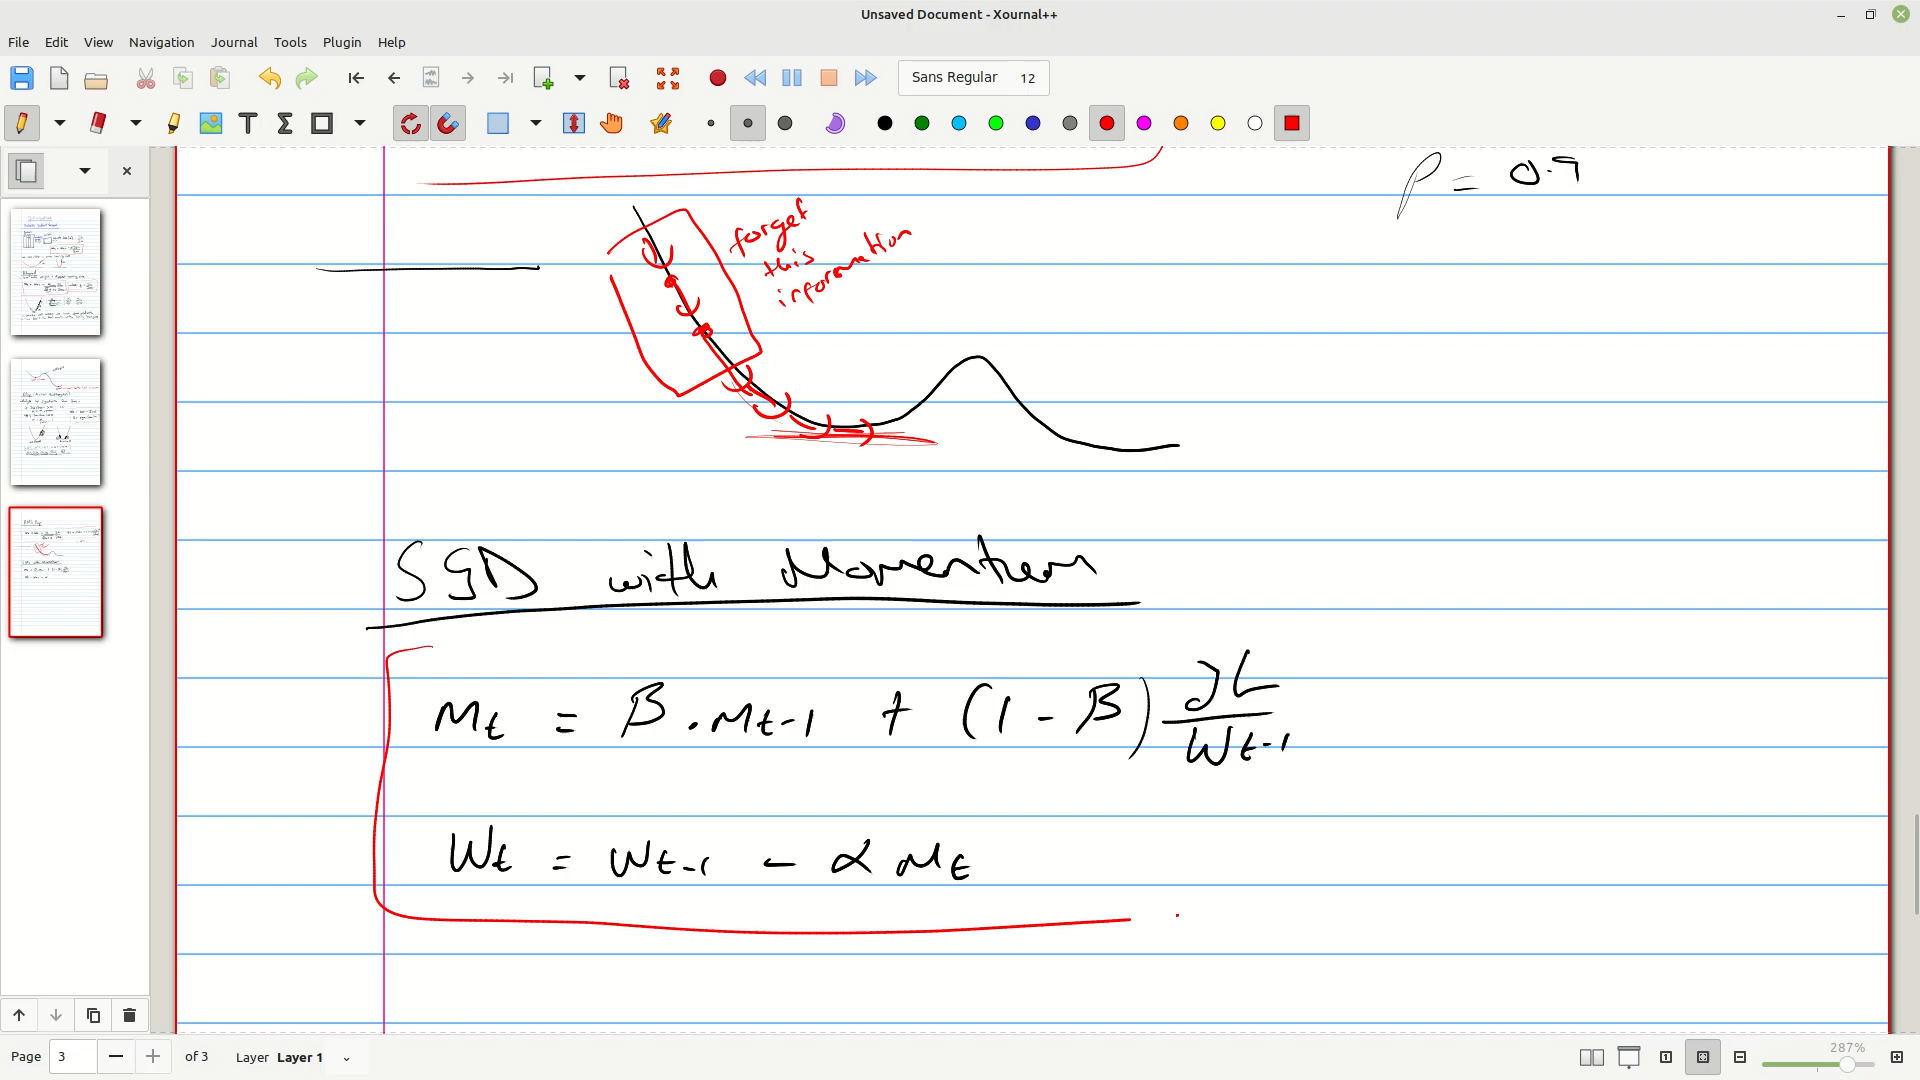 Unsaved Document - Xournal++
File Edit View Navigation Journal Tools Plugin Help
Sans Regular 12
ρ = 0.9
forget
this
information
SGD with Momentum
Mt = β . Mt-1 + (1 - β) ∂L / Wt-1
Wt = Wt-1 - α Mt
Page 3 of 3 Layer Layer 1 287%